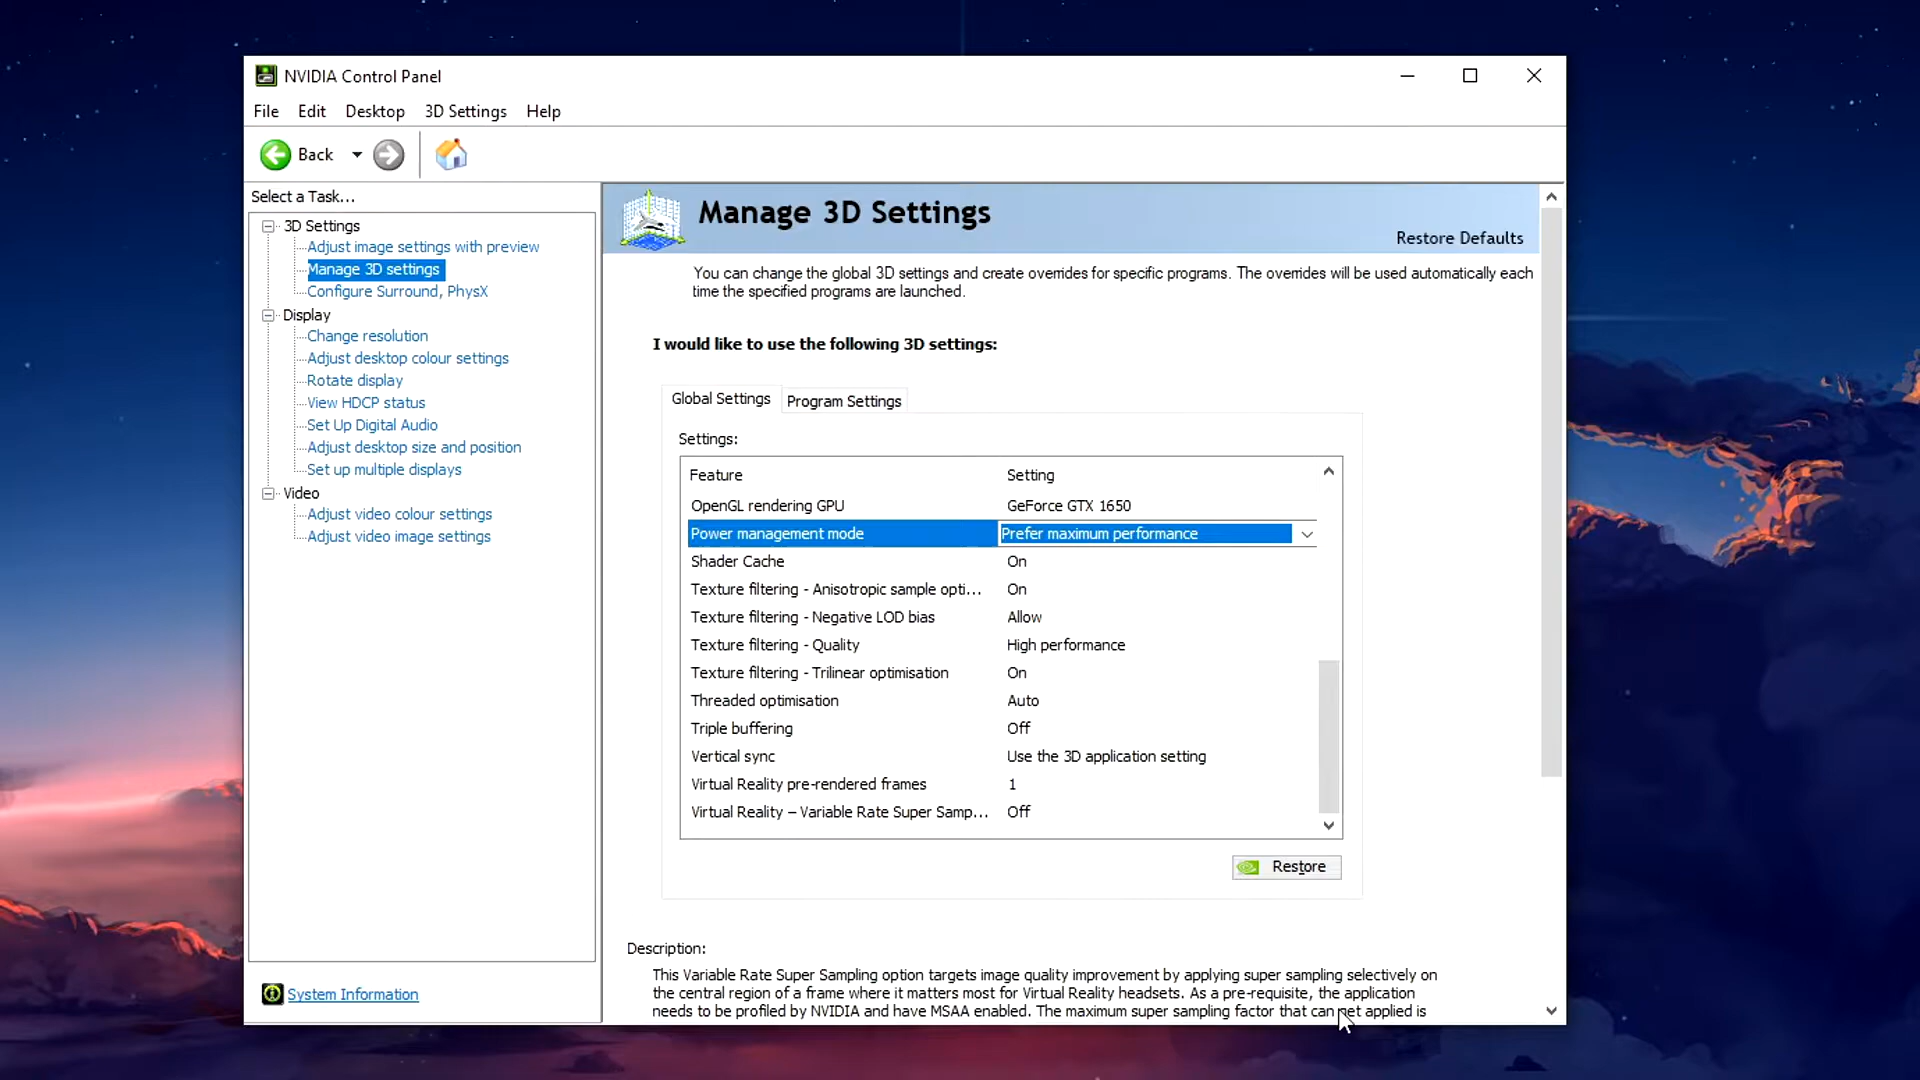 NVIDIA Control Panel
File Edit Desktop 3D Settings Help
Back
Select a Task...
3D Settings
Adjust image settings with preview
Manage 3D settings
Configure Surround, PhysX
Display
Change resolution
Adjust desktop colour settings
Rotate display
View HDCP status
Set Up Digital Audio
Adjust desktop size and position
Set up multiple displays
Video
Adjust video colour settings
Adjust video image settings
System Information
Manage 3D Settings
Restore Defaults
You can change the global 3D settings and create overrides for specific programs. The overrides will be used automatically each
time the specified programs are launched.
I would like to use the following 3D settings:
Global Settings Program Settings
Settings:
Feature Setting
OpenGL rendering GPU GeForce GTX 1650
Power management mode Prefer maximum performance
Shader Cache On
Texture filtering - Anisotropic sample opti... On
Texture filtering - Negative LOD bias Allow
Texture filtering - Quality High performance
Texture filtering - Trilinear optimisation On
Threaded optimisation Auto
Triple buffering Off
Vertical sync Use the 3D application setting
Virtual Reality pre-rendered frames 1
Virtual Reality – Variable Rate Super Samp... Off
Restore
Description:
This Variable Rate Super Sampling option targets image quality improvement by applying super sampling selectively on
the central region of a frame where it matters most for Virtual Reality headsets. As a pre-requisite, the application
needs to be profiled by NVIDIA and have MSAA enabled. The maximum super sampling factor that can applied is